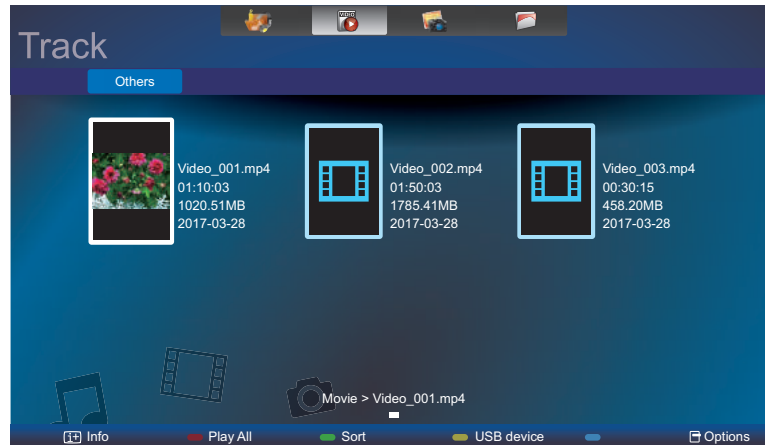 VIDEO
Track
Others
Video_001.mp4
01:10:03
1020.51MB
2017-03-28
Video_002.mp4
01:50:03
1785.41MB
2017-03-28
Video_003.mp4
00:30:15
458.20MB
2017-03-28
Movie > Video_001.mp4
i+ Info
Play All
Sort
USB device
Options